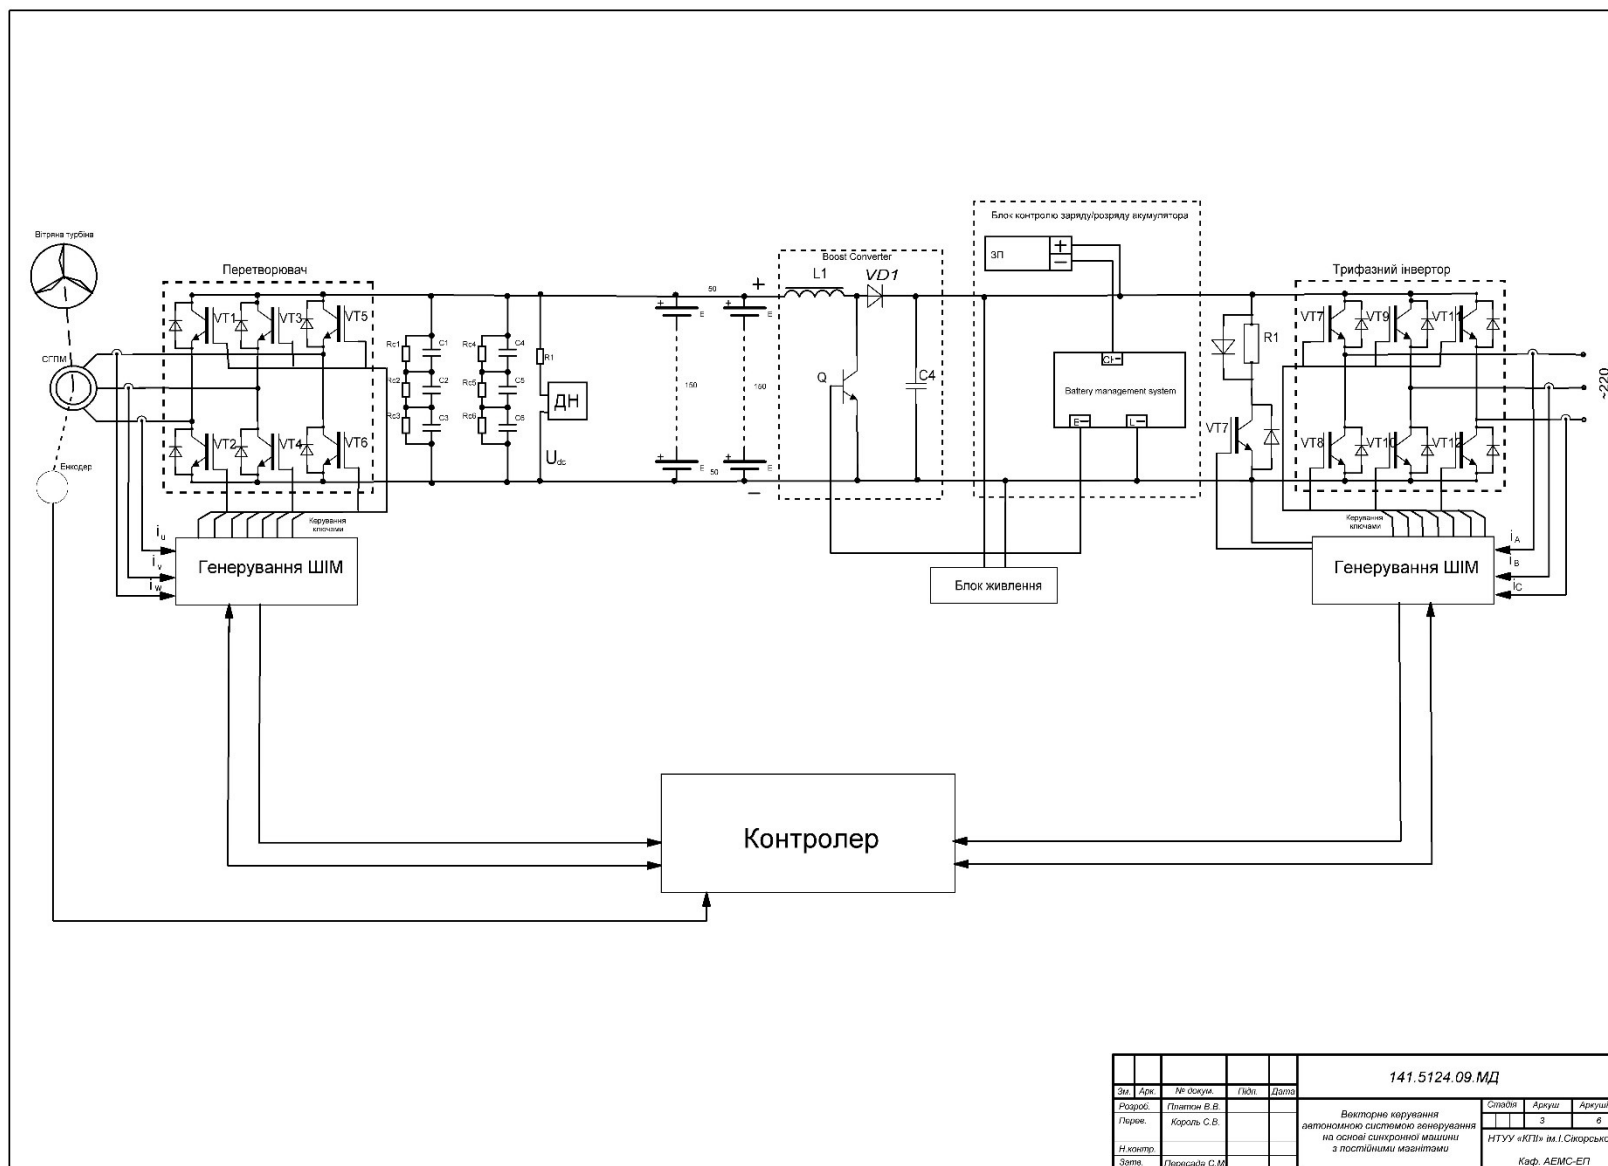 Вітряна турбіна
СГПМ
Енкодер
Перетворювач
VT1
VT3
VT5
VT2
VT4
VT6
Керування
ключами
iu
iv
iw
Генерування ШІМ
Rc1
C1
Rc2
C2
Rc3
C3
Rc4
C4
Rc5
C5
Rc6
C6
R1
ДН
Udc
50
+
E
150
+
E
50
+
+
E
150
+
E
−
Boost Converter
L1
VD1
Q
C4
Блок контролю заряду/розряду акумулятора
ЗП
+
−
CH-
Battery management system
E-
L-
Блок живлення
R1
VT7
Трифазний інвертор
VT7
VT9
VT11
VT8
VT10
VT12
~220
Керування
ключами
iA
iB
iC
Генерування ШІМ
Контролер
141.5124.09.МД
Зм. Арк. № докум. Підп. Дата
Розроб. Платон В.В.
Перев. Король С.В.
Н.контр.
Затв. Пересада С.М
Векторне керування
автономною системою генерування
на основі синхронної машини
з постійними магнітами
Стадія Аркуш
3 6
НТУУ «КПІ» ім.І.Сікорсько
Каф. АЕМС-ЕП